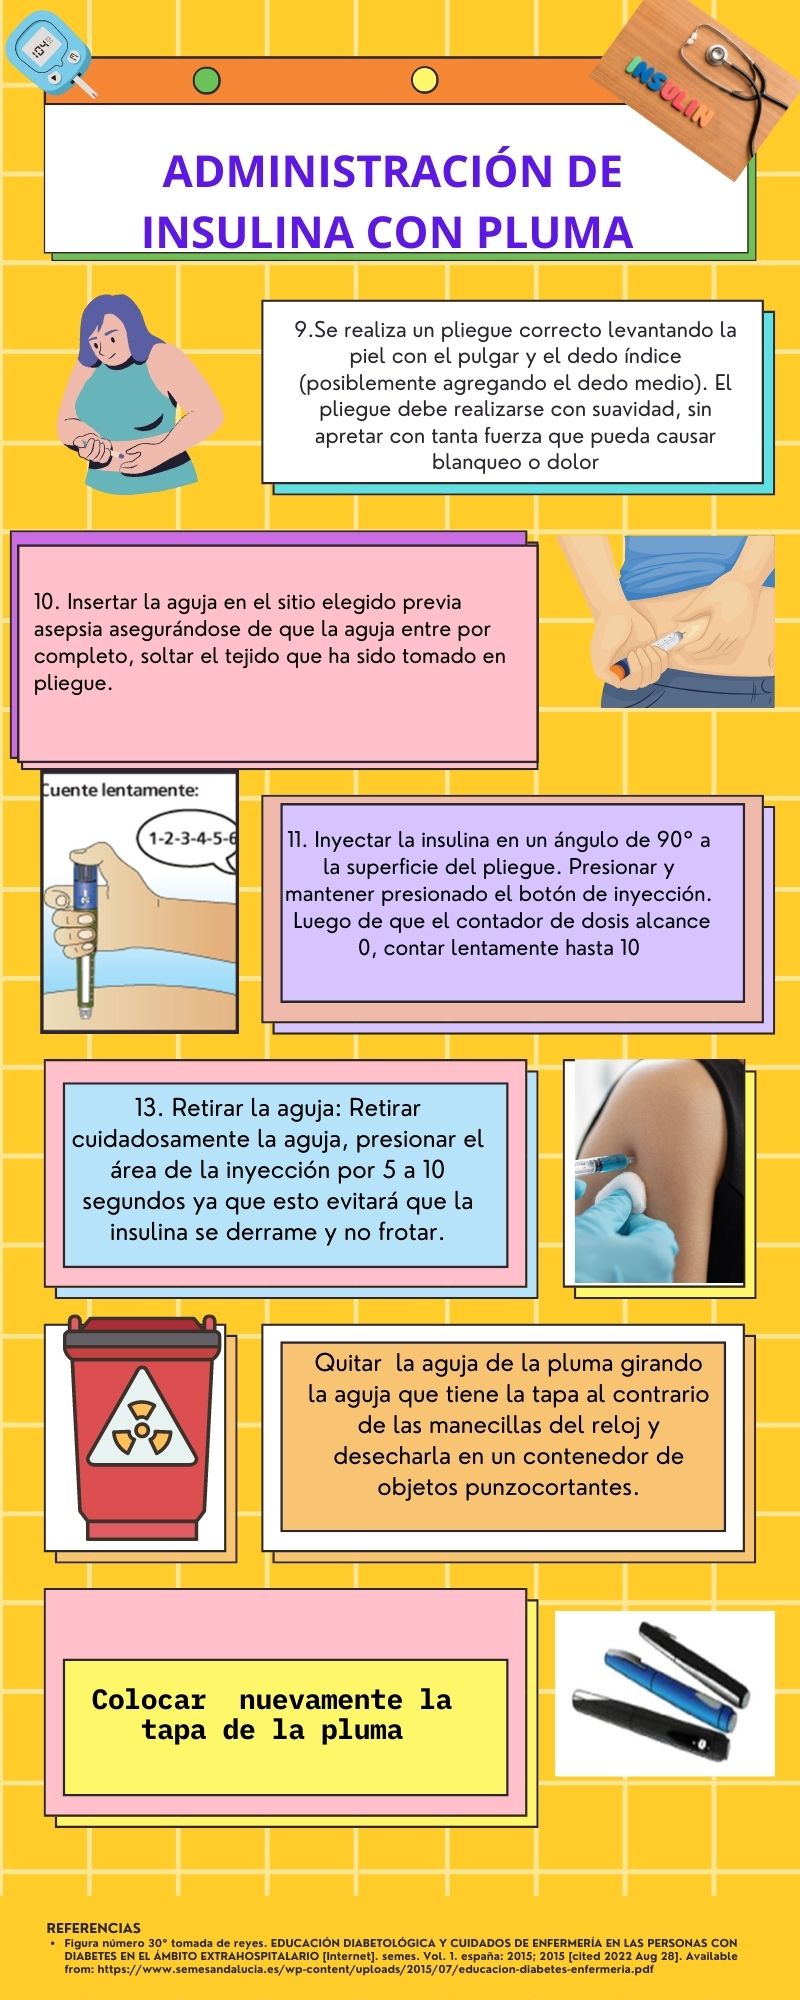 104
INSULIN
ADMINISTRACIÓN DE
INSULINA CON PLUMA
9.Se realiza un pliegue correcto levantando la
piel con el pulgar y el dedo índice
(posiblemente agregando el dedo medio). El
pliegue debe realizarse con suavidad, sin
apretar con tanta fuerza que pueda causar
blanqueo o dolor
10. Insertar la aguja en el sitio elegido previa
asepsia asegurándose de que la aguja entre por
completo, soltar el tejido que ha sido tomado en
pliegue.
Cuente lentamente:
1-2-3-4-5-6
11. Inyectar la insulina en un ángulo de 90° a
la superficie del pliegue. Presionar y
mantener presionado el botón de inyección.
Luego de que el contador de dosis alcance
0, contar lentamente hasta 10
13. Retirar la aguja: Retirar
cuidadosamente la aguja, presionar el
área de la inyección por 5 a 10
segundos ya que esto evitará que la
insulina se derrame y no frotar.
Quitar  la aguja de la pluma girando
la aguja que tiene la tapa al contrario
de las manecillas del reloj y
desecharla en un contenedor de
objetos punzocortantes.
Colocar  nuevamente la
tapa de la pluma
REFERENCIAS
• Figura número 30° tomada de reyes. EDUCACIÓN DIABETOLÓGICA Y CUIDADOS DE ENFERMERÍA EN LAS PERSONAS CON
DIABETES EN EL ÁMBITO EXTRAHOSPITALARIO [Internet]. semes. Vol. 1. españa: 2015; 2015 [cited 2022 Aug 28]. Available
from: https://www.semesandalucia.es/wp-content/uploads/2015/07/educacion-diabetes-enfermeria.pdf